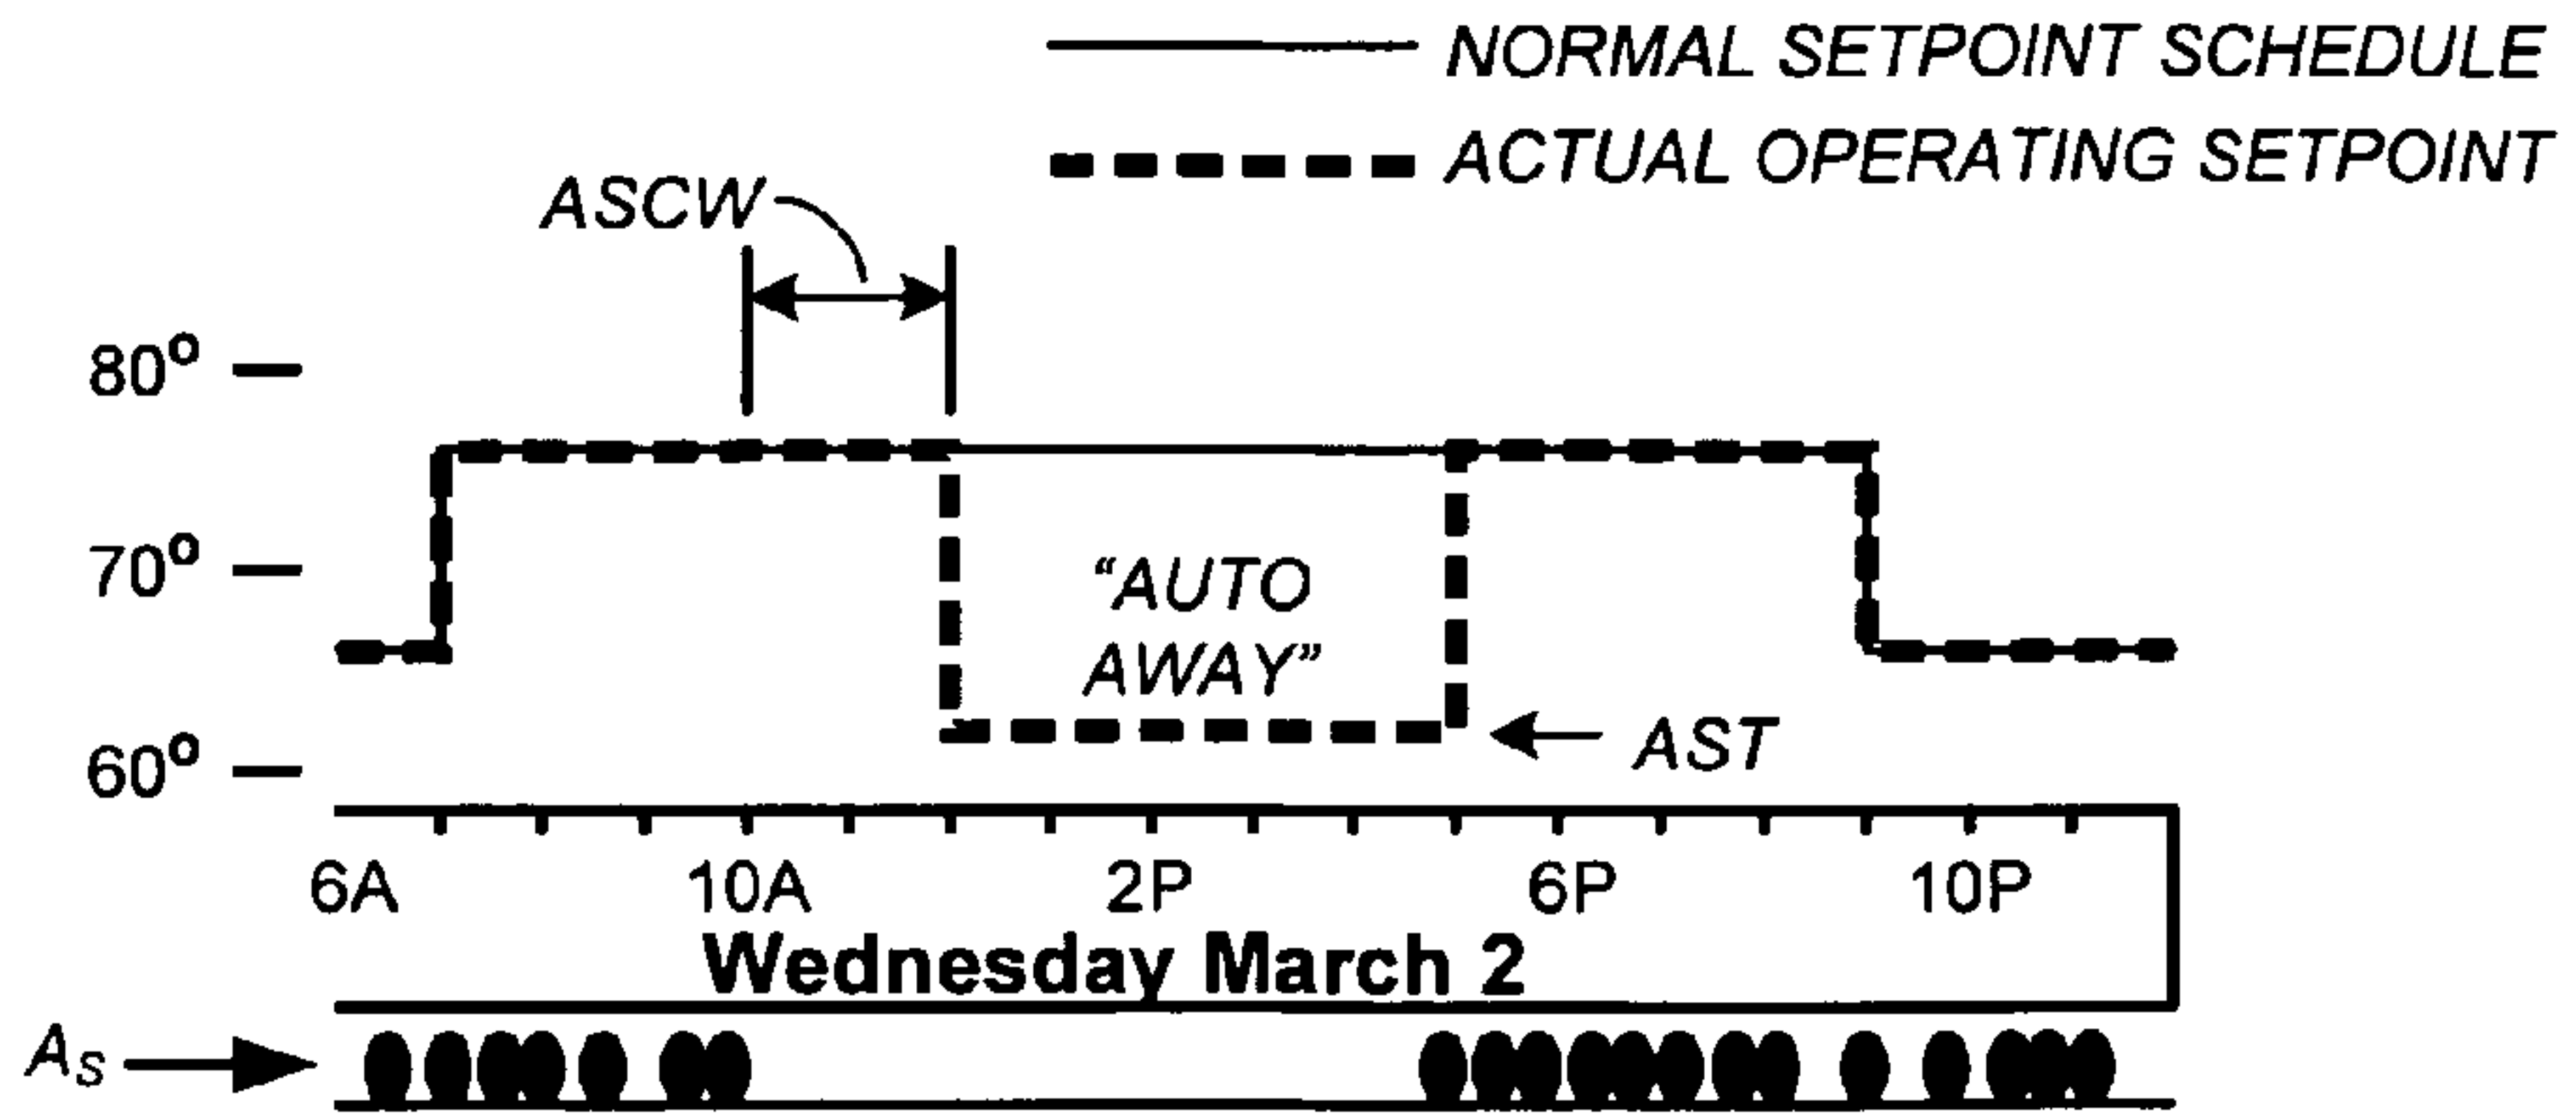 NORMAL SETPOINT SCHEDULE
ACTUAL OPERATING SETPOINT
ASCW
80°
70°
"AUTO
AWAY"
60°
AST
6A 10A 2P 6P 10P
Wednesday March 2
AS